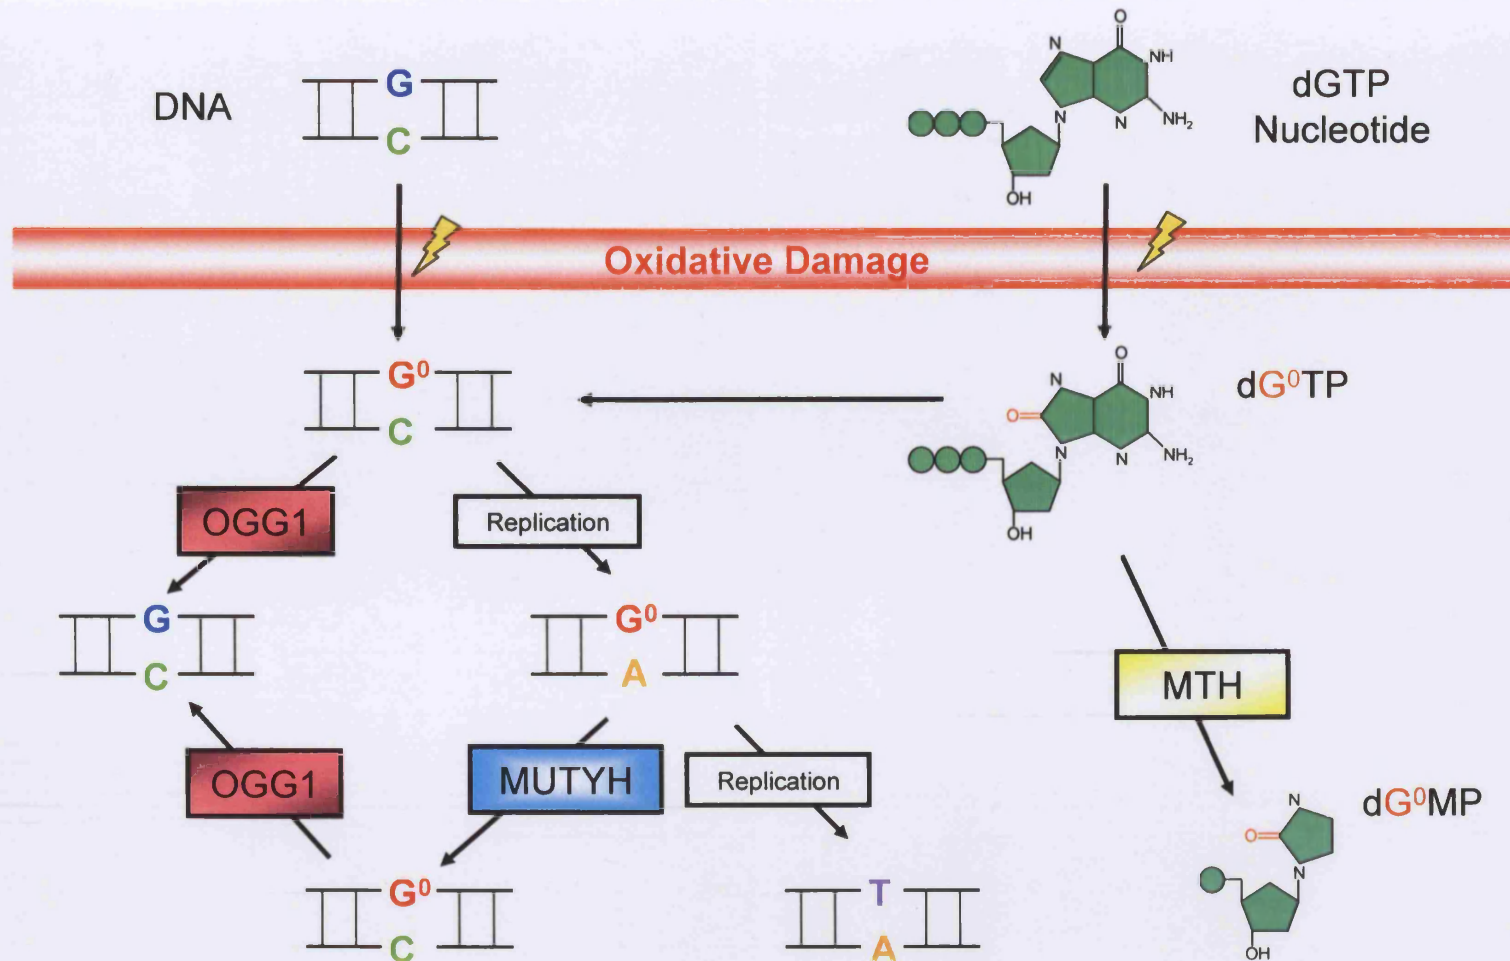 DNA
G
C
O
N
NH
N
N
NH₂
OH
dGTP
Nucleotide
Oxidative Damage
G⁰
C
O
N
NH
O
N
N
NH₂
OH
dG⁰TP
OGG1
Replication
G
C
G⁰
A
MTH
OGG1
MUTYH
Replication
N
O
N
OH
dG⁰MP
G⁰
C
T
A